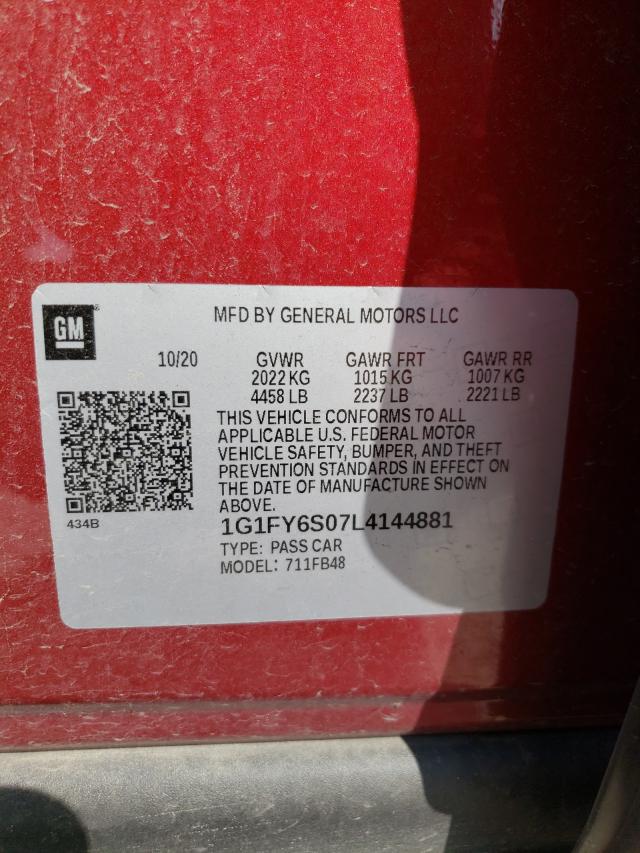 GM
MFD BY GENERAL MOTORS LLC
10/20 GVWR GAWR FRT GAWR RR
2022 KG 1015 KG 1007 KG
4458 LB 2237 LB 2221 LB
THIS VEHICLE CONFORMS TO ALL
APPLICABLE U.S. FEDERAL MOTOR
VEHICLE SAFETY, BUMPER, AND THEFT
PREVENTION STANDARDS IN EFFECT ON
THE DATE OF MANUFACTURE SHOWN
ABOVE.
434B
1G1FY6S07L4144881
TYPE: PASS CAR
MODEL: 711FB48